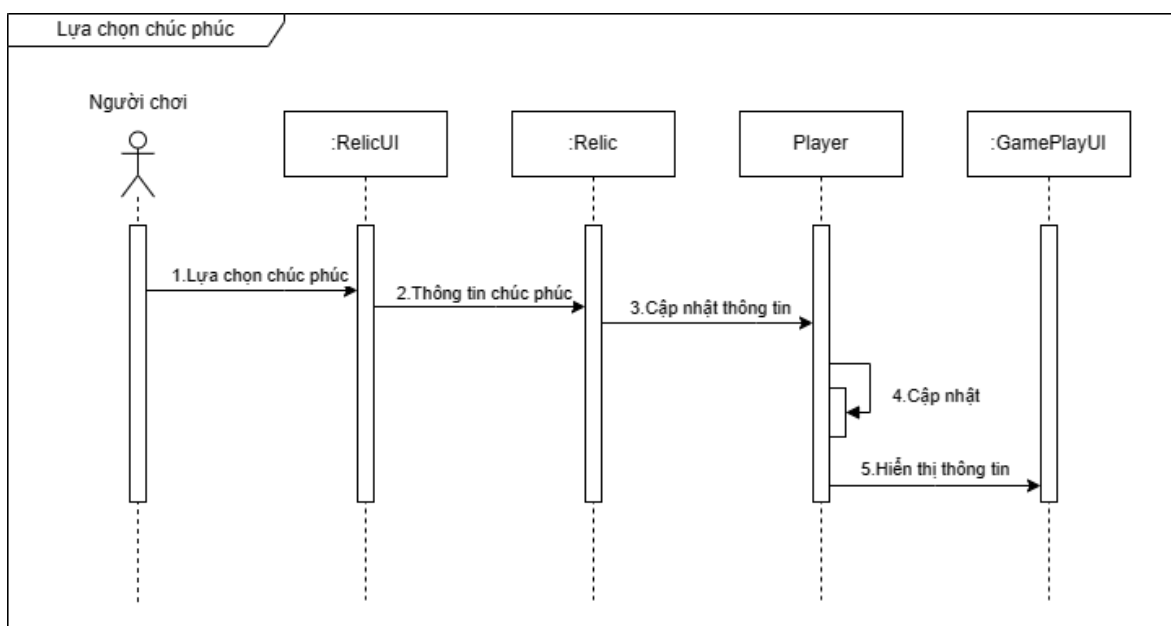 Lựa chọn chúc phúc
Người chơi
:RelicUI
:Relic
Player
:GamePlayUI
1.Lựa chọn chúc phúc
2.Thông tin chúc phúc
3.Cập nhật thông tin
4.Cập nhật
5.Hiển thị thông tin